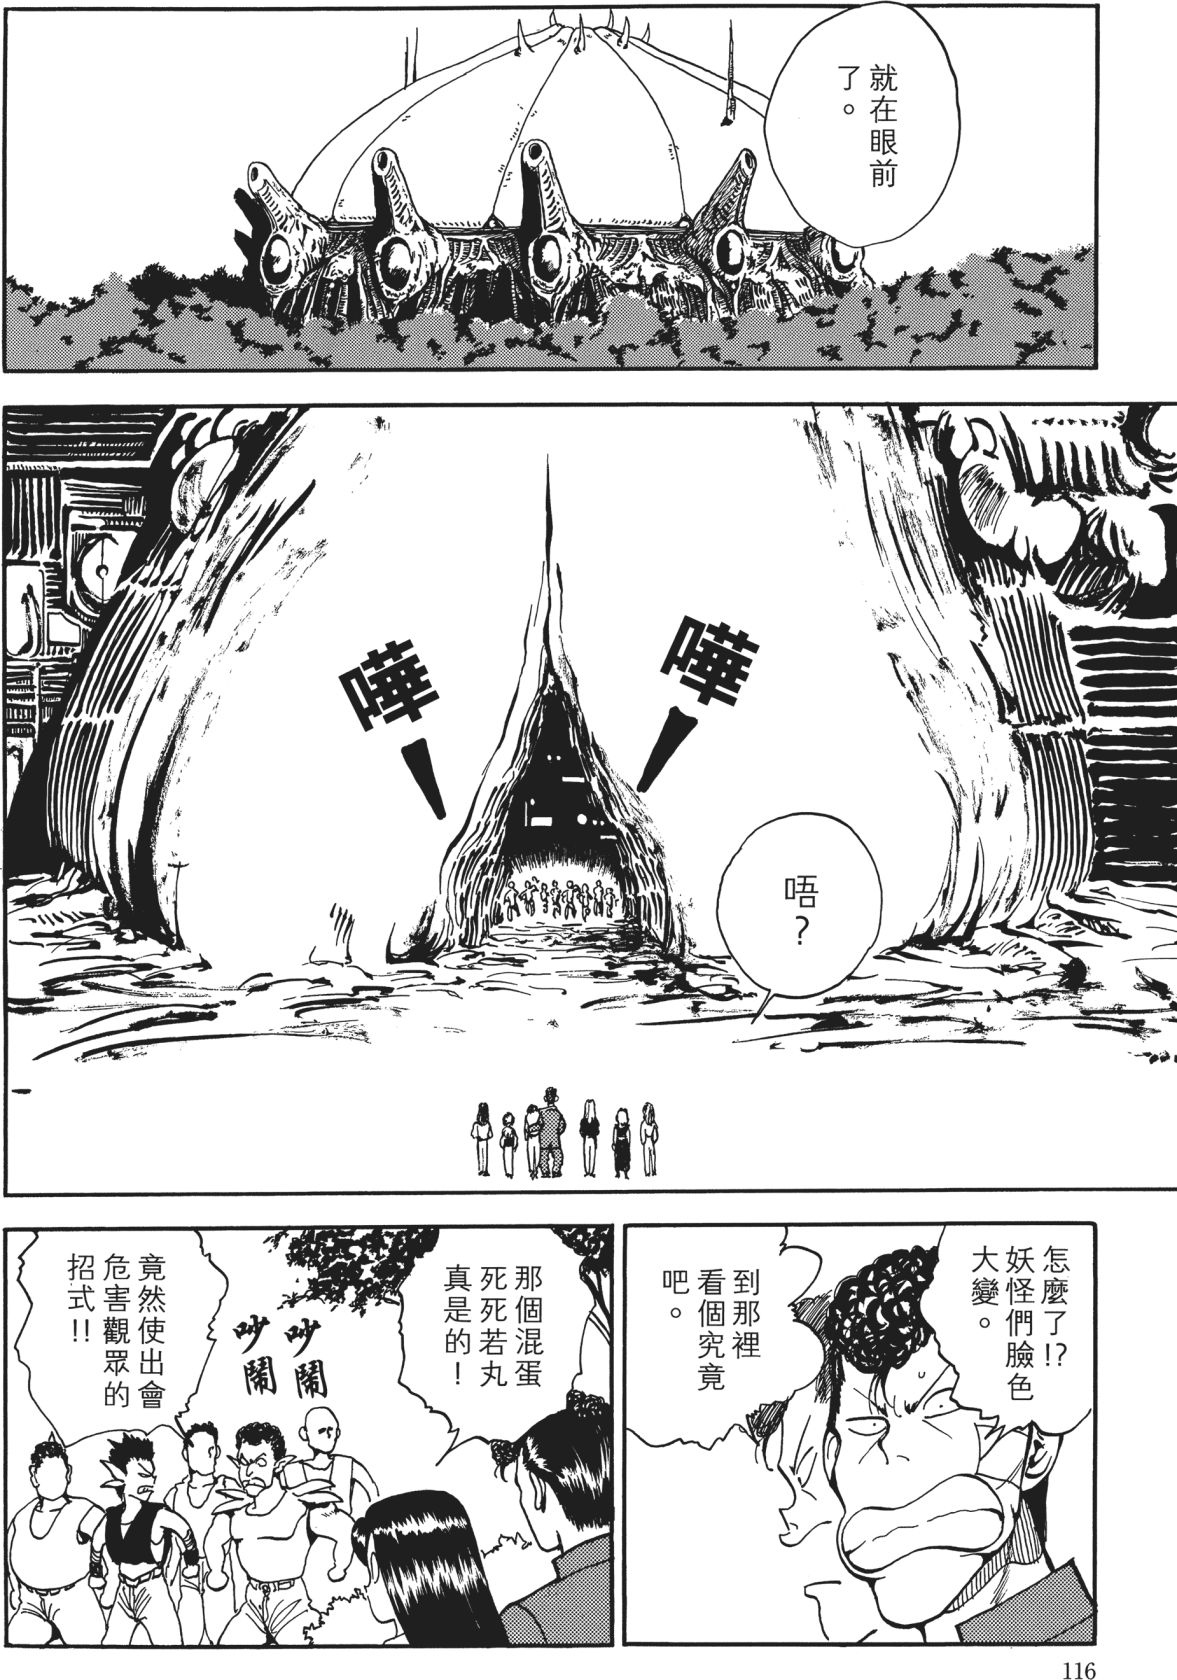 就在眼前
了。
嘩
嘩
唔？
怎麼了!?
妖怪們臉色
大變。
到那裡
看個究竟
吧。
那個混蛋
死死若丸
真是的！
吵鬧
吵鬧
竟然使出會
危害觀眾的
招式!!
116